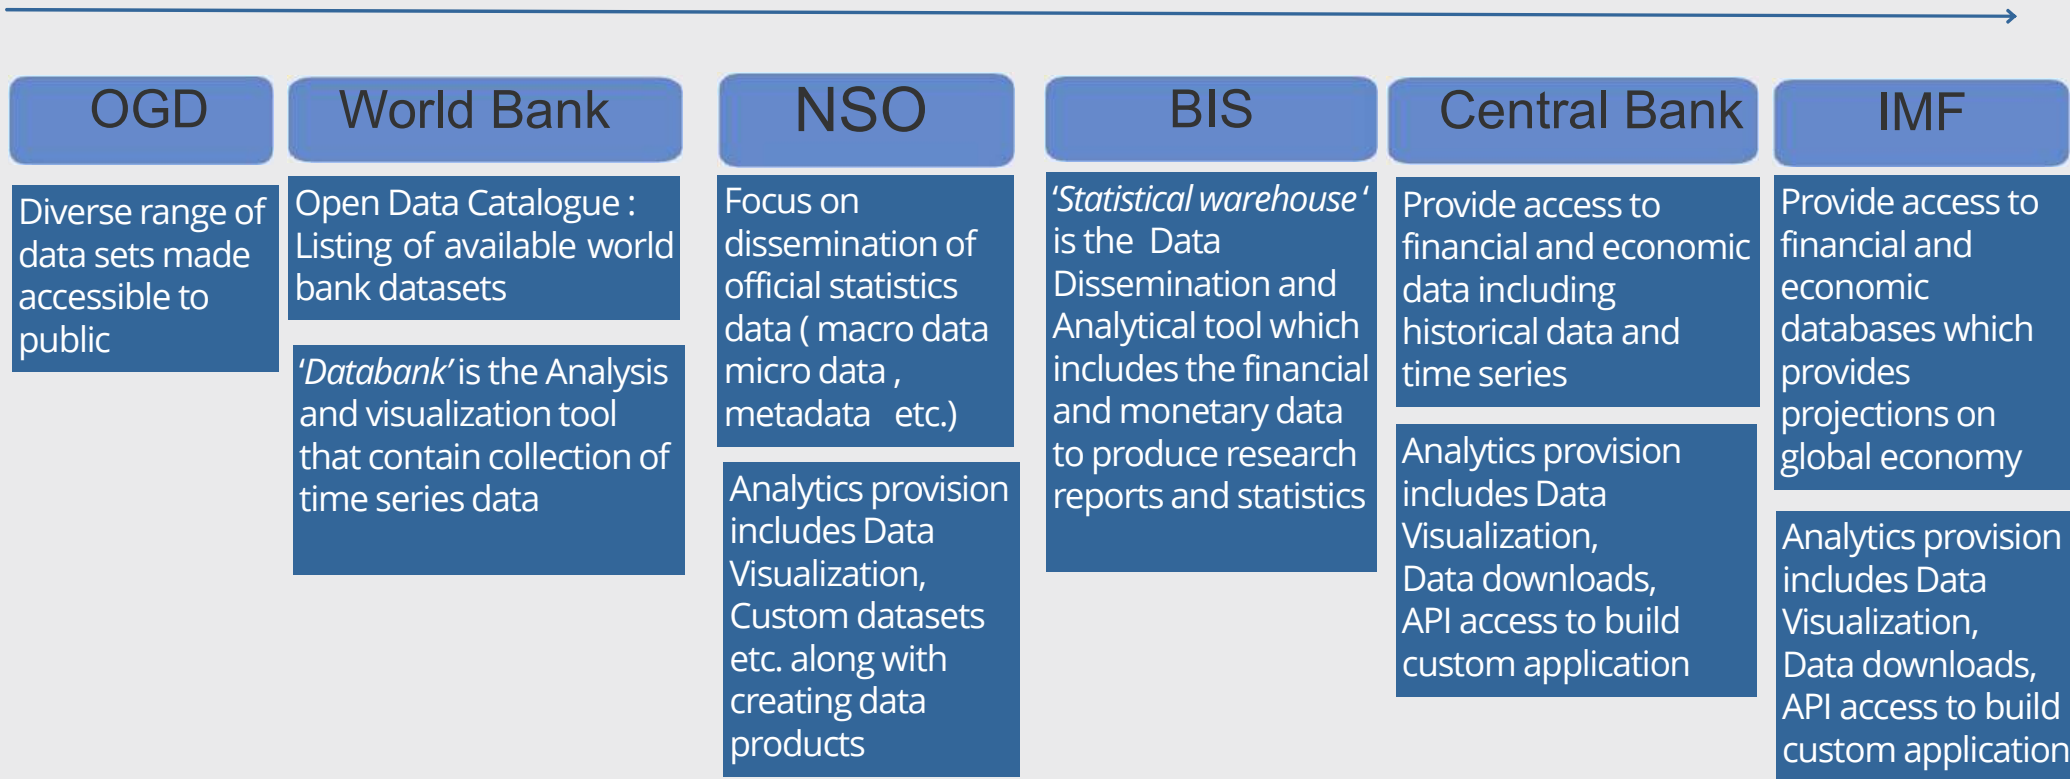 OGD
Diverse range of
data sets made
accessible to
public
World Bank
Open Data Catalogue :
Listing of available world
bank datasets
‘Databank’ is the Analysis
and visualization tool
that contain collection of
time series data
NSO
Focus on
dissemination of
official statistics
data ( macro data
micro data ,
metadata etc.)
Analytics provision
includes Data
Visualization,
Custom datasets
etc. along with
creating data
products
BIS
‘Statistical warehouse ‘
is the Data
Dissemination and
Analytical tool which
includes the financial
and monetary data
to produce research
reports and statistics
Central Bank
Provide access to
financial and economic
data including
historical data and
time series
Analytics provision
includes Data
Visualization,
Data downloads,
API access to build
custom application
IMF
Provide access to
financial and
economic
databases which
provides
projections on
global economy
Analytics provision
includes Data
Visualization,
Data downloads,
API access to build
custom application